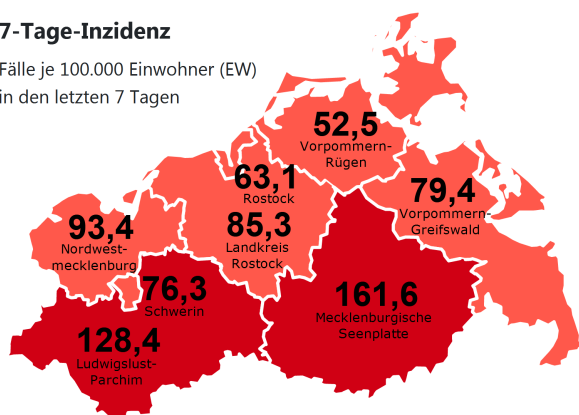 7-Tage-Inzidenz
Fälle je 100.000 Einwohner (EW)
in den letzten 7 Tagen
52,5
Vorpommern-
Rügen
63,1
Rostock
79,4
Vorpommern-
Greifswald
93,4
Nordwest-
mecklenburg
85,3
Landkreis
Rostock
76,3
Schwerin
161,6
Mecklenburgische
Seenplatte
128,4
Ludwigslust-
Parchim